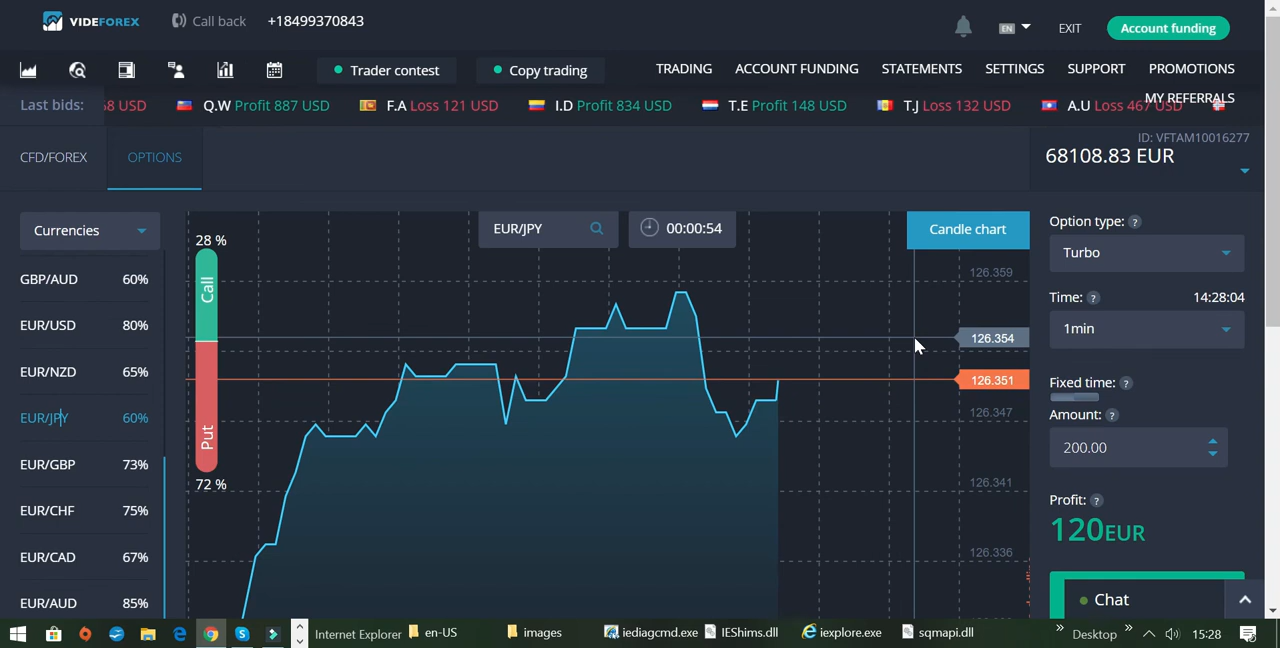 VIDEFOREX Call back +18499370843 EN EXIT Account funding
Trader contest Copy trading TRADING ACCOUNT FUNDING STATEMENTS SETTINGS SUPPORT PROMOTIONS
MY REFERRALS
Last bids: 8 USD Q.W Profit 887 USD F.A Loss 121 USD I.D Profit 834 USD T.E Profit 148 USD T.J Loss 132 USD A.U Loss 467 USD
CFD/FOREX OPTIONS
ID: VFTAM10016277
68108.83 EUR
Currencies
GBP/AUD 60%
EUR/USD 80%
EUR/NZD 65%
EUR/JPY 60%
EUR/GBP 73%
EUR/CHF 75%
EUR/CAD 67%
EUR/AUD 85%
28 %
Call
Put
72 %
EUR/JPY 00:00:54 Candle chart
126.359
126.354
126.351
126.347
126.341
126.336
Option type: ?
Turbo
Time: ? 14:28:04
1min
Fixed time: ?
Amount: ?
200.00
Profit: ?
120EUR
Chat
Internet Explorer en-US images iediagcmd.exe IEShims.dll iexplore.exe sqmapi.dll Desktop 15:28